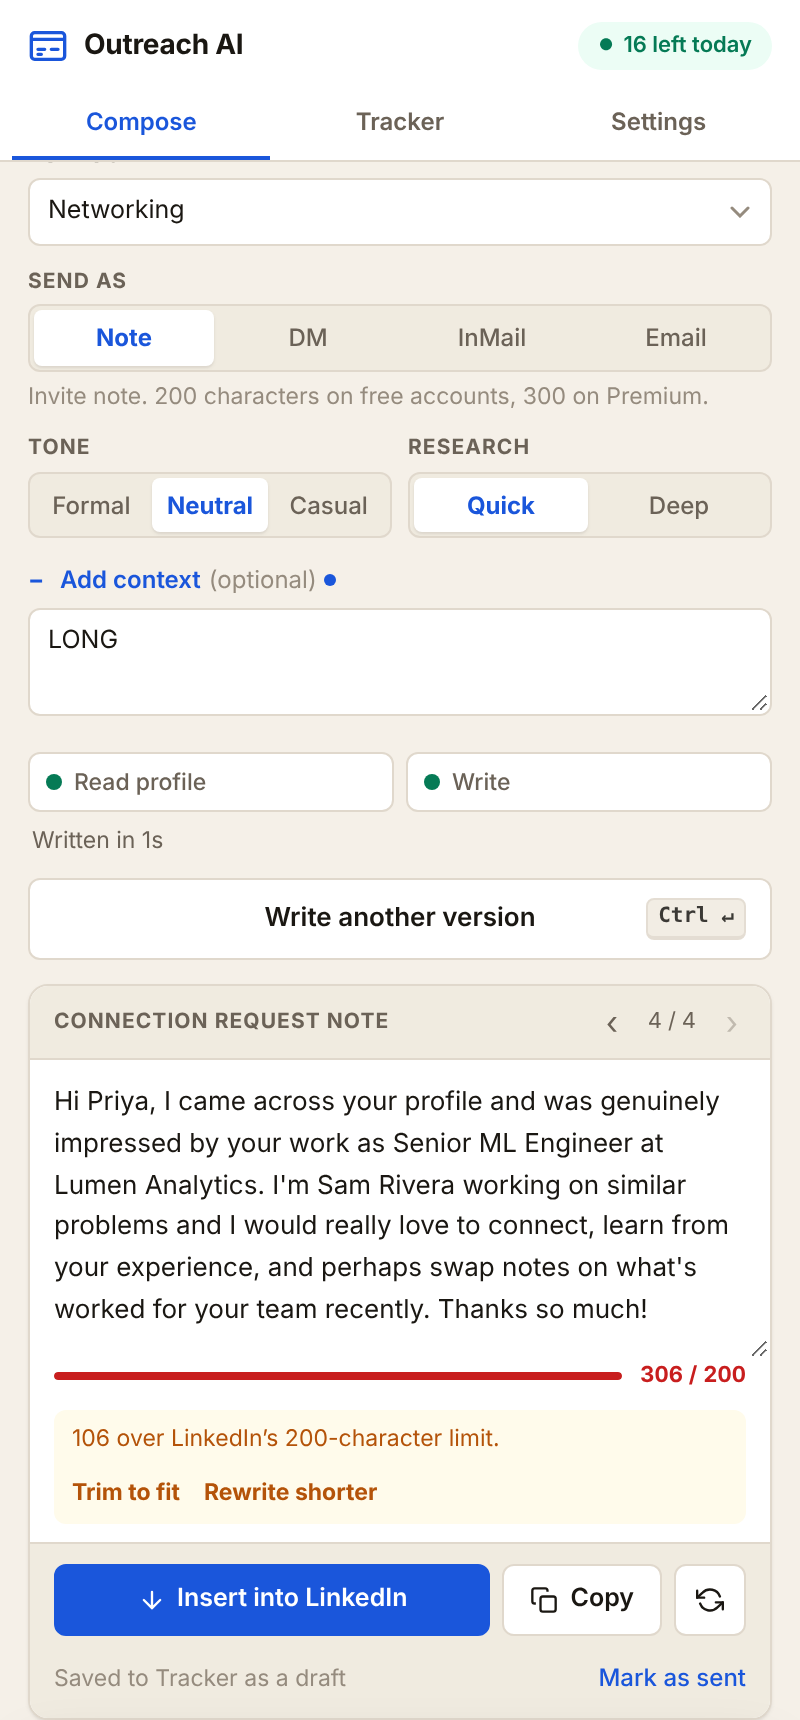 Outreach AI
16 left today
Compose
Tracker
Settings
Networking
SEND AS
Note
DM
InMail
Email
Invite note. 200 characters on free accounts, 300 on Premium.
TONE
RESEARCH
Formal
Neutral
Casual
Quick
Deep
– Add context (optional)
LONG
Read profile
Write
Written in 1s
Write another version
Ctrl ↵
CONNECTION REQUEST NOTE
‹ 4 / 4 ›
Hi Priya, I came across your profile and was genuinely
impressed by your work as Senior ML Engineer at
Lumen Analytics. I'm Sam Rivera working on similar
problems and I would really love to connect, learn from
your experience, and perhaps swap notes on what's
worked for your team recently. Thanks so much!
306 / 200
106 over LinkedIn’s 200-character limit.
Trim to fit
Rewrite shorter
Insert into LinkedIn
Copy
Saved to Tracker as a draft
Mark as sent